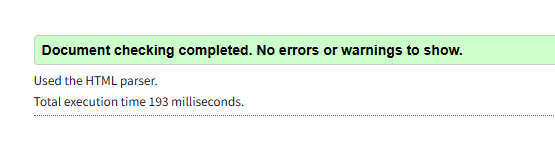 Document checking completed. No errors or warnings to show.
Used the HTML parser.
Total execution time 193 milliseconds.